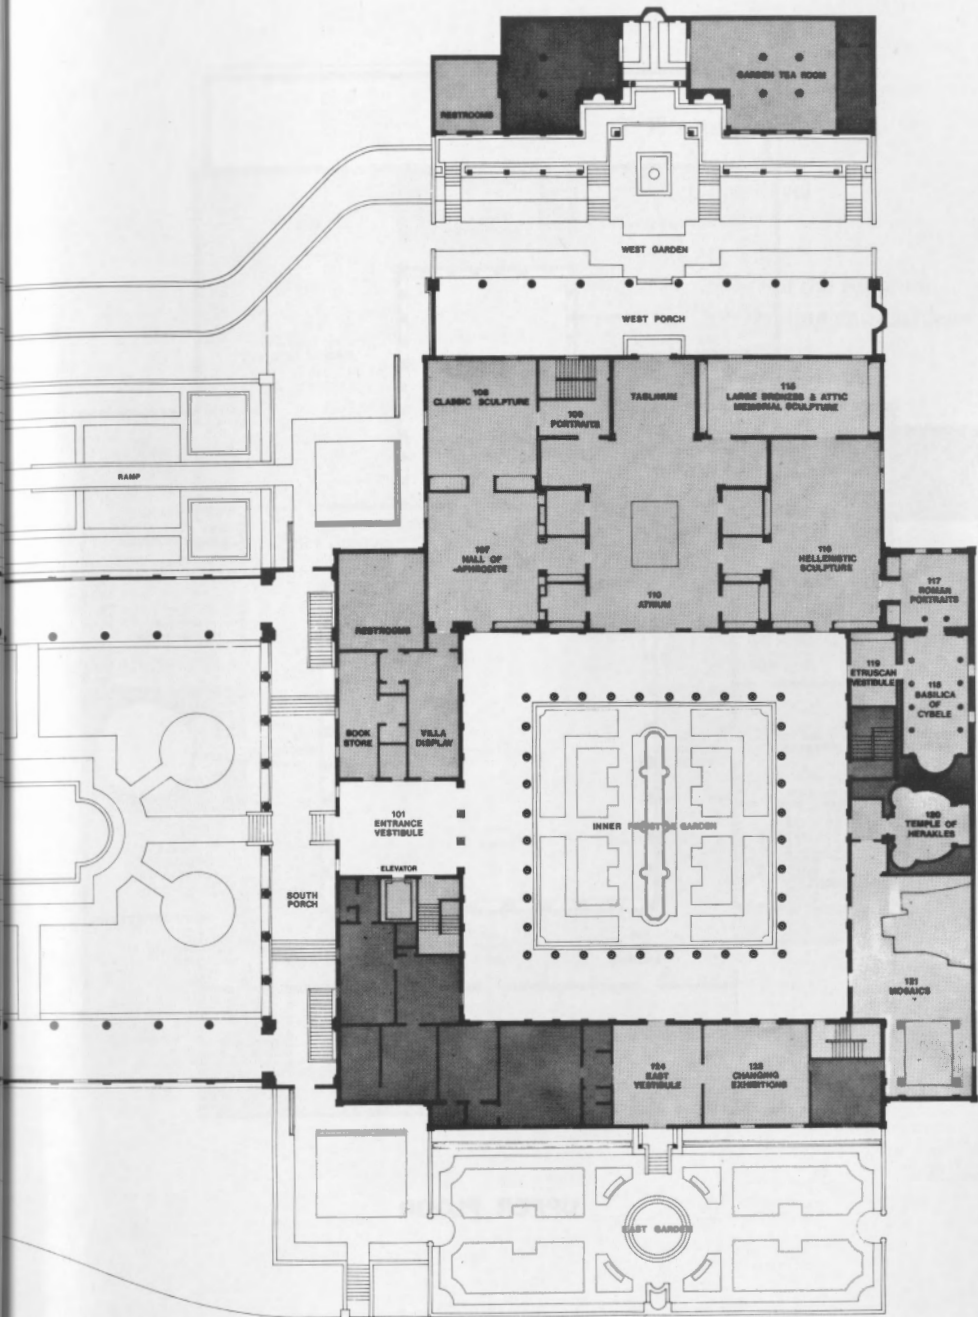 GARDEN TEA ROOM
RESTROOMS
WEST GARDEN
WEST PORCH
108
CLASSIC SCULPTURE
109
PORTRAITS
TABLINUM
115
LARGE BRONZES & ATTIC
MEMORIAL SCULPTURE
RAMP
107
HALL OF
APHRODITE
110
ATRIUM
116
HELLENISTIC
SCULPTURE
117
ROMAN
PORTRAITS
RESTROOMS
119
ETRUSCAN
VESTIBULE
118
BASILICA
OF
CYBELE
BOOK
STORE
VILLA
DISPLAY
101
ENTRANCE
VESTIBULE
INNER PERISTYLE GARDEN
120
TEMPLE OF
HERAKLES
ELEVATOR
SOUTH
PORCH
121
MOSAICS
124
EAST
VESTIBULE
CHANGING
EXHIBITIONS
EAST GARDEN